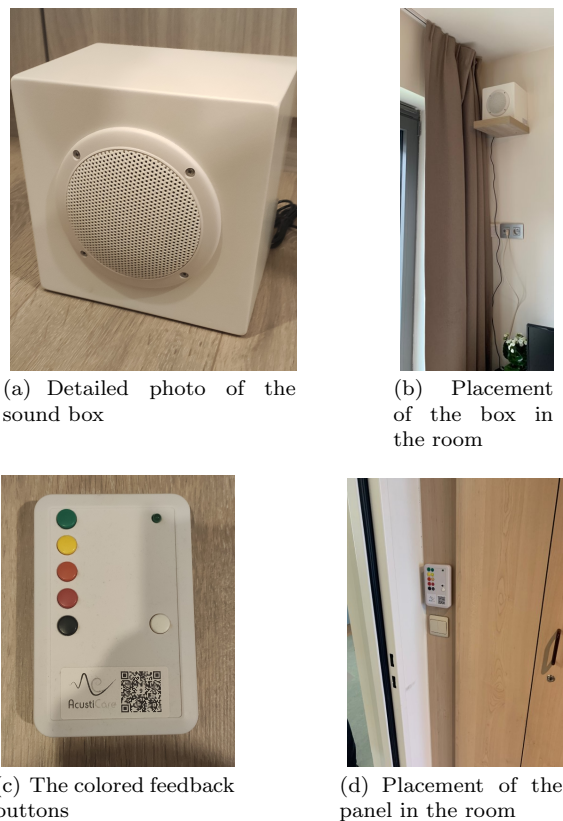 (a) Detailed photo of the
sound box
(b) Placement
of the box in
the room
AcustiCare
(c) The colored feedback
buttons
(d) Placement of the
panel in the room